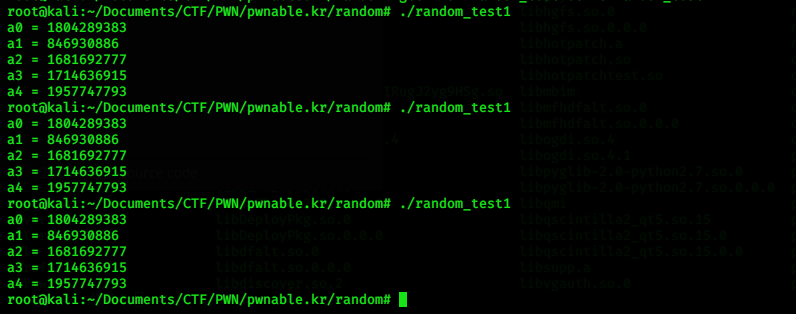 root@kali:~/Documents/CTF/PWN/pwnable.kr/random# ./random_test1
a0 = 1804289383
a1 = 846930886
a2 = 1681692777
a3 = 1714636915
a4 = 1957747793
root@kali:~/Documents/CTF/PWN/pwnable.kr/random# ./random_test1
a0 = 1804289383
a1 = 846930886
a2 = 1681692777
a3 = 1714636915
a4 = 1957747793
root@kali:~/Documents/CTF/PWN/pwnable.kr/random# ./random_test1
a0 = 1804289383
a1 = 846930886
a2 = 1681692777
a3 = 1714636915
a4 = 1957747793
root@kali:~/Documents/CTF/PWN/pwnable.kr/random#